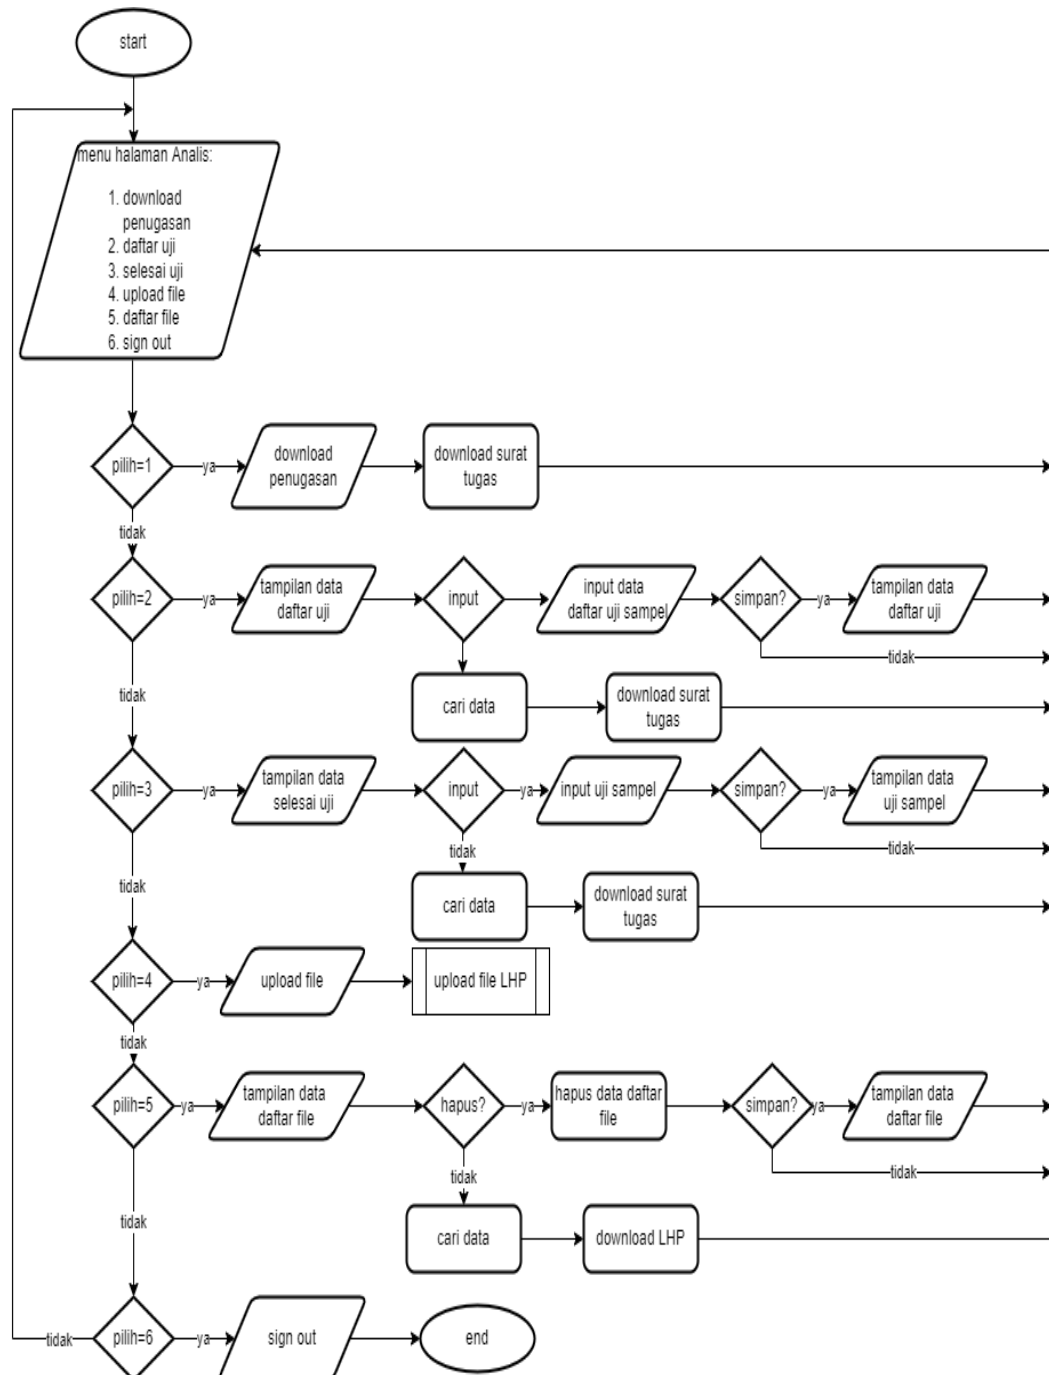 start
menu halaman Analis:
1. download
penugasan
2. daftar uji
3. selesai uji
4. upload file
5. daftar file
6. sign out
pilih=1
ya
download
penugasan
download surat
tugas
tidak
pilih=2
ya
tampilan data
daftar uji
input
input data
daftar uji sampel
simpan?
ya
tampilan data
daftar uji
tidak
cari data
download surat
tugas
tidak
pilih=3
ya
tampilan data
selesai uji
input
ya
input uji sampel
simpan?
ya
tampilan data
uji sampel
tidak
tidak
cari data
download surat
tugas
tidak
pilih=4
ya
upload file
upload file LHP
tidak
pilih=5
ya
tampilan data
daftar file
hapus?
ya
hapus data daftar
file
simpan?
ya
tampilan data
daftar file
tidak
tidak
cari data
download LHP
tidak
tidak
pilih=6
ya
sign out
end